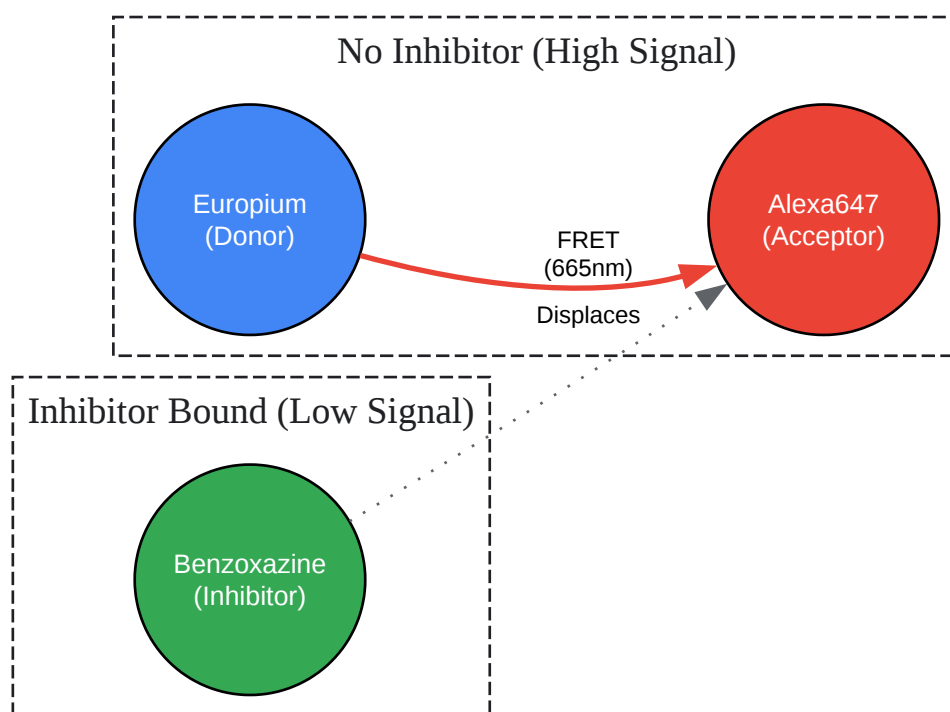 No Inhibitor (High Signal)
Europium
(Donor)
Alexa647
(Acceptor)
FRET
(665nm)
Displaces
Inhibitor Bound (Low Signal)
Benzoxazine
(Inhibitor)